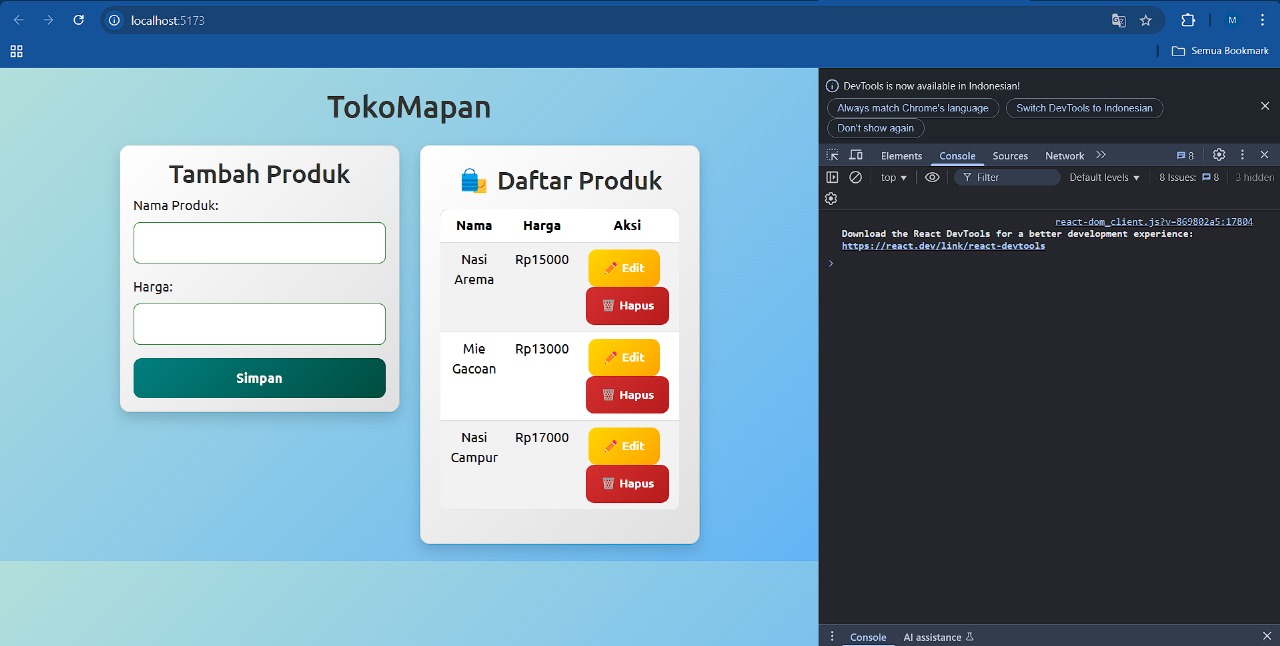 localhost:5173
M
Semua Bookmark
TokoMapan
Tambah Produk
Nama Produk:
Harga:
Simpan
Daftar Produk
Nama Harga Aksi
Nasi Arema Rp15000 Edit
Hapus
Mie Gacoan Rp13000 Edit
Hapus
Nasi Campur Rp17000 Edit
Hapus
DevTools is now available in Indonesian!
Always match Chrome's language Switch DevTools to Indonesian
Don't show again
Elements Console Sources Network 8
top Filter Default levels 8 Issues: 8 3 hidden
react-dom_client.js?v=869802a5:17804
Download the React DevTools for a better development experience:
https://react.dev/link/react-devtools
Console AI assistance